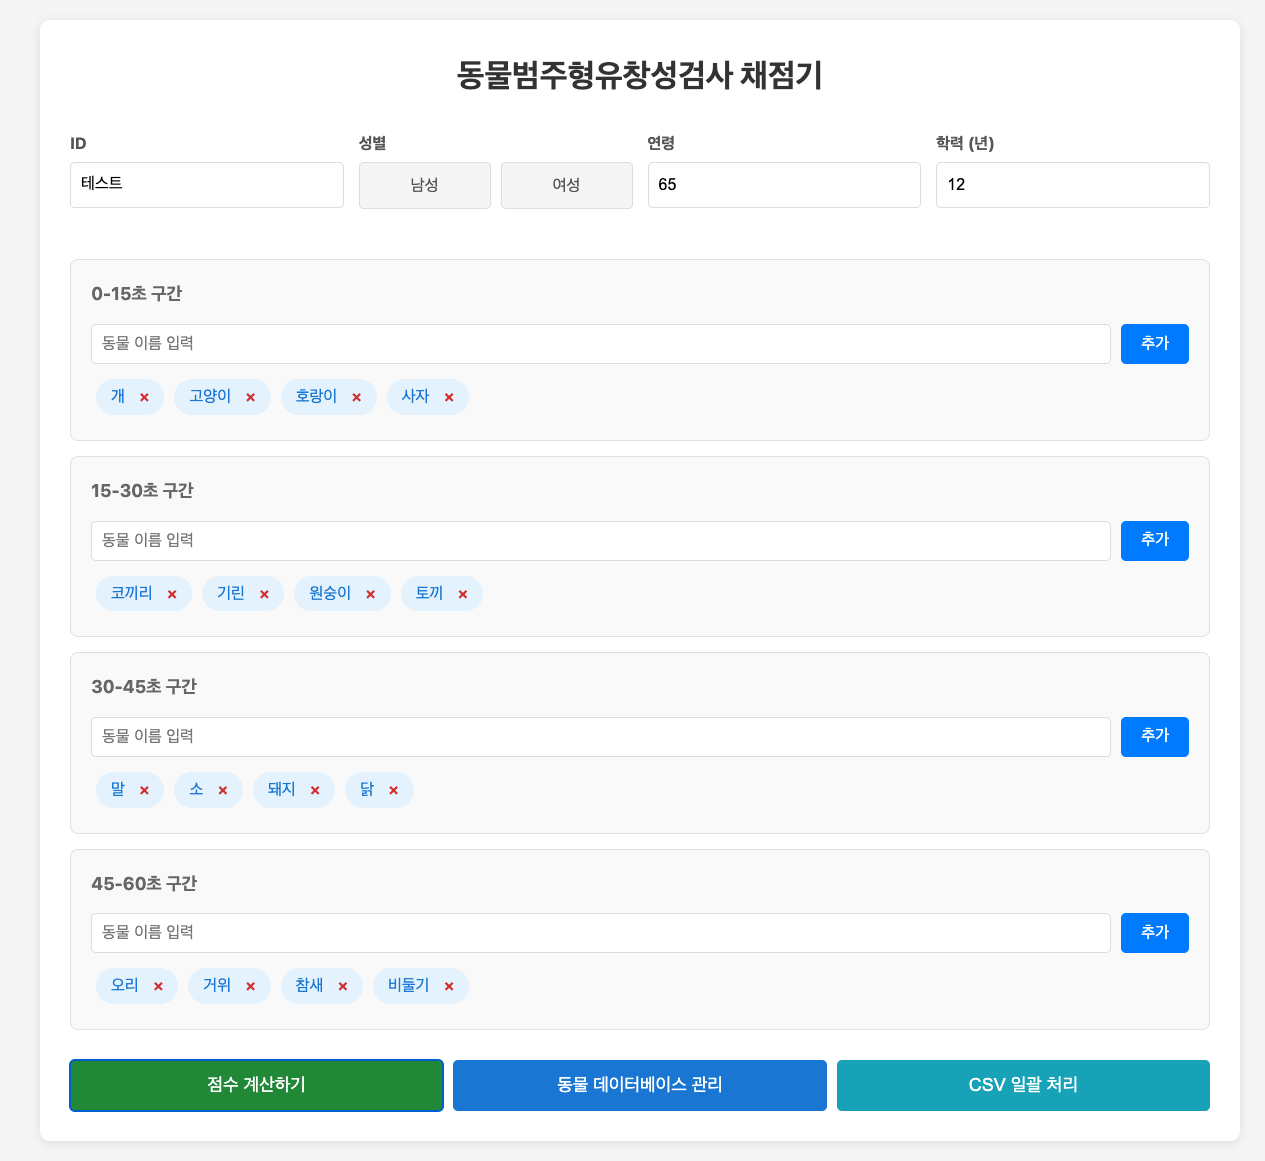 동물범주형유창성검사 채점기
ID 성별 연령 학력 (년)
테스트 남성 여성 65 12
0-15초 구간
동물 이름 입력 추가
개 × 고양이 × 호랑이 × 사자 ×
15-30초 구간
동물 이름 입력 추가
코끼리 × 기린 × 원숭이 × 토끼 ×
30-45초 구간
동물 이름 입력 추가
말 × 소 × 돼지 × 닭 ×
45-60초 구간
동물 이름 입력 추가
오리 × 거위 × 참새 × 비둘기 ×
점수 계산하기 동물 데이터베이스 관리 CSV 일괄 처리